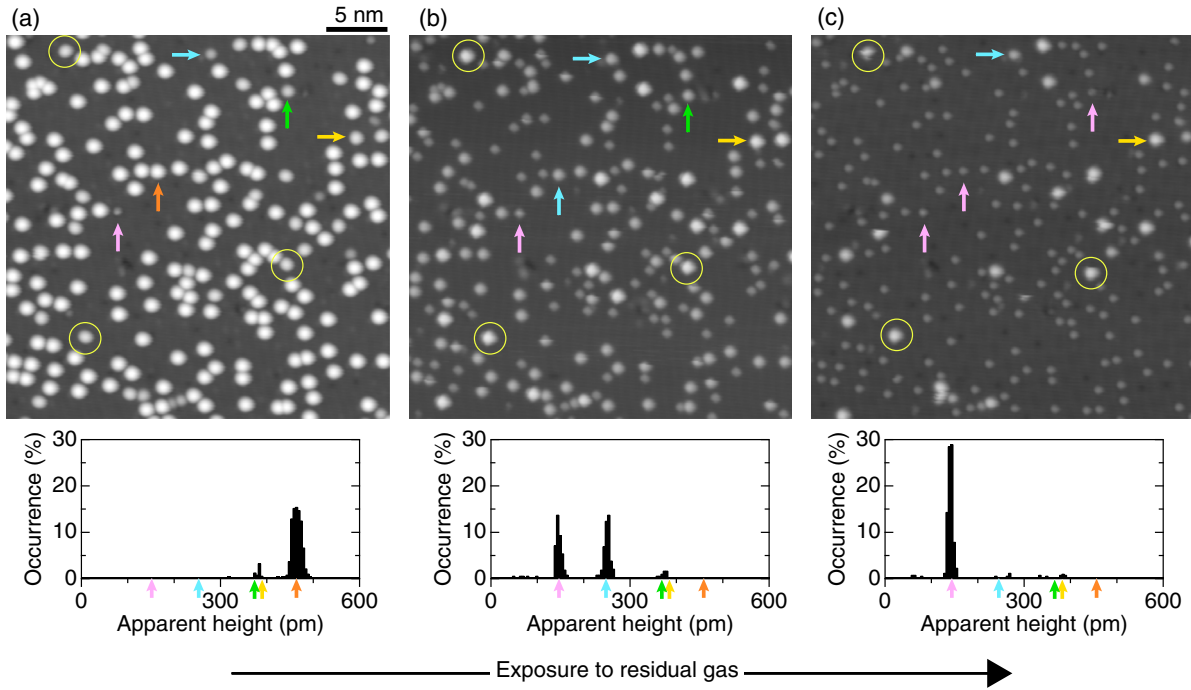 (a)
5 nm
(b)
(c)
30
20
10
0
Occurrence (%)
0
300
600
Apparent height (pm)
30
20
10
0
Occurrence (%)
0
300
600
Apparent height (pm)
30
20
10
0
Occurrence (%)
0
300
600
Apparent height (pm)
Exposure to residual gas